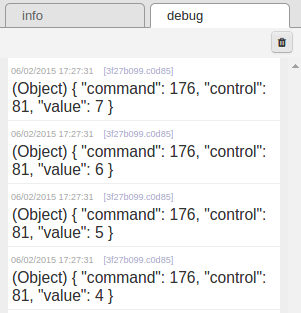 info debug
06/02/2015 17:27:31 [3f27b099.c0d85]
(Object) { "command": 176, "control":
81, "value": 7 }
06/02/2015 17:27:31 [3f27b099.c0d85]
(Object) { "command": 176, "control":
81, "value": 6 }
06/02/2015 17:27:31 [3f27b099.c0d85]
(Object) { "command": 176, "control":
81, "value": 5 }
06/02/2015 17:27:31 [3f27b099.c0d85]
(Object) { "command": 176, "control":
81, "value": 4 }